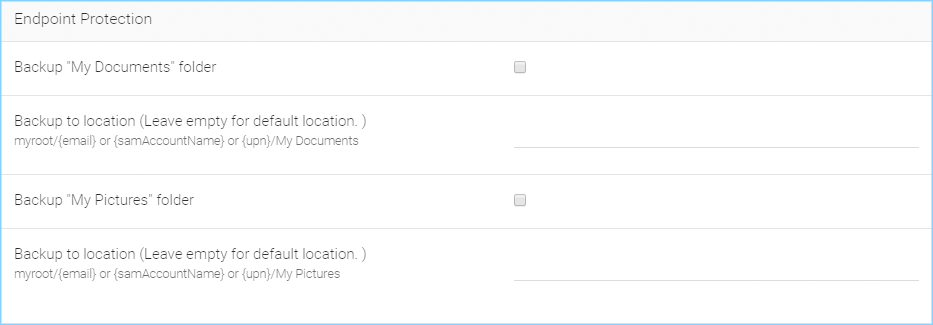 Endpoint Protection
Backup "My Documents" folder
Backup to location (Leave empty for default location. )
myroot/{email} or {samAccountName} or {upn}/My Documents
Backup "My Pictures" folder
Backup to location (Leave empty for default location. )
myroot/{email} or {samAccountName} or {upn}/My Pictures